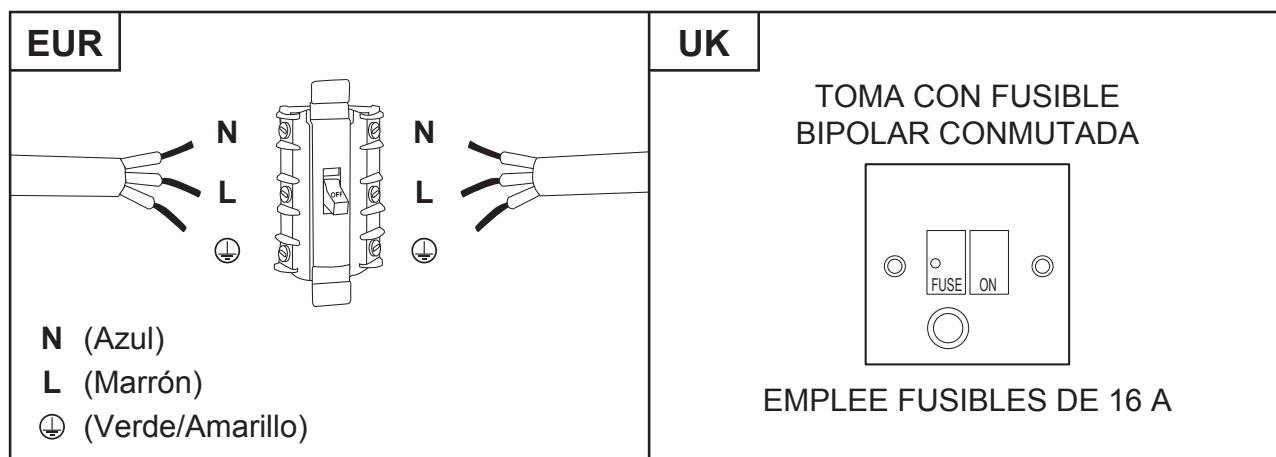 EUR
N
N
L
OFF
L
N (Azul)
L (Marrón)
(Verde/Amarillo)
UK
TOMA CON FUSIBLE
BIPOLAR CONMUTADA
FUSE ON
EMPLEE FUSIBLES DE 16 A